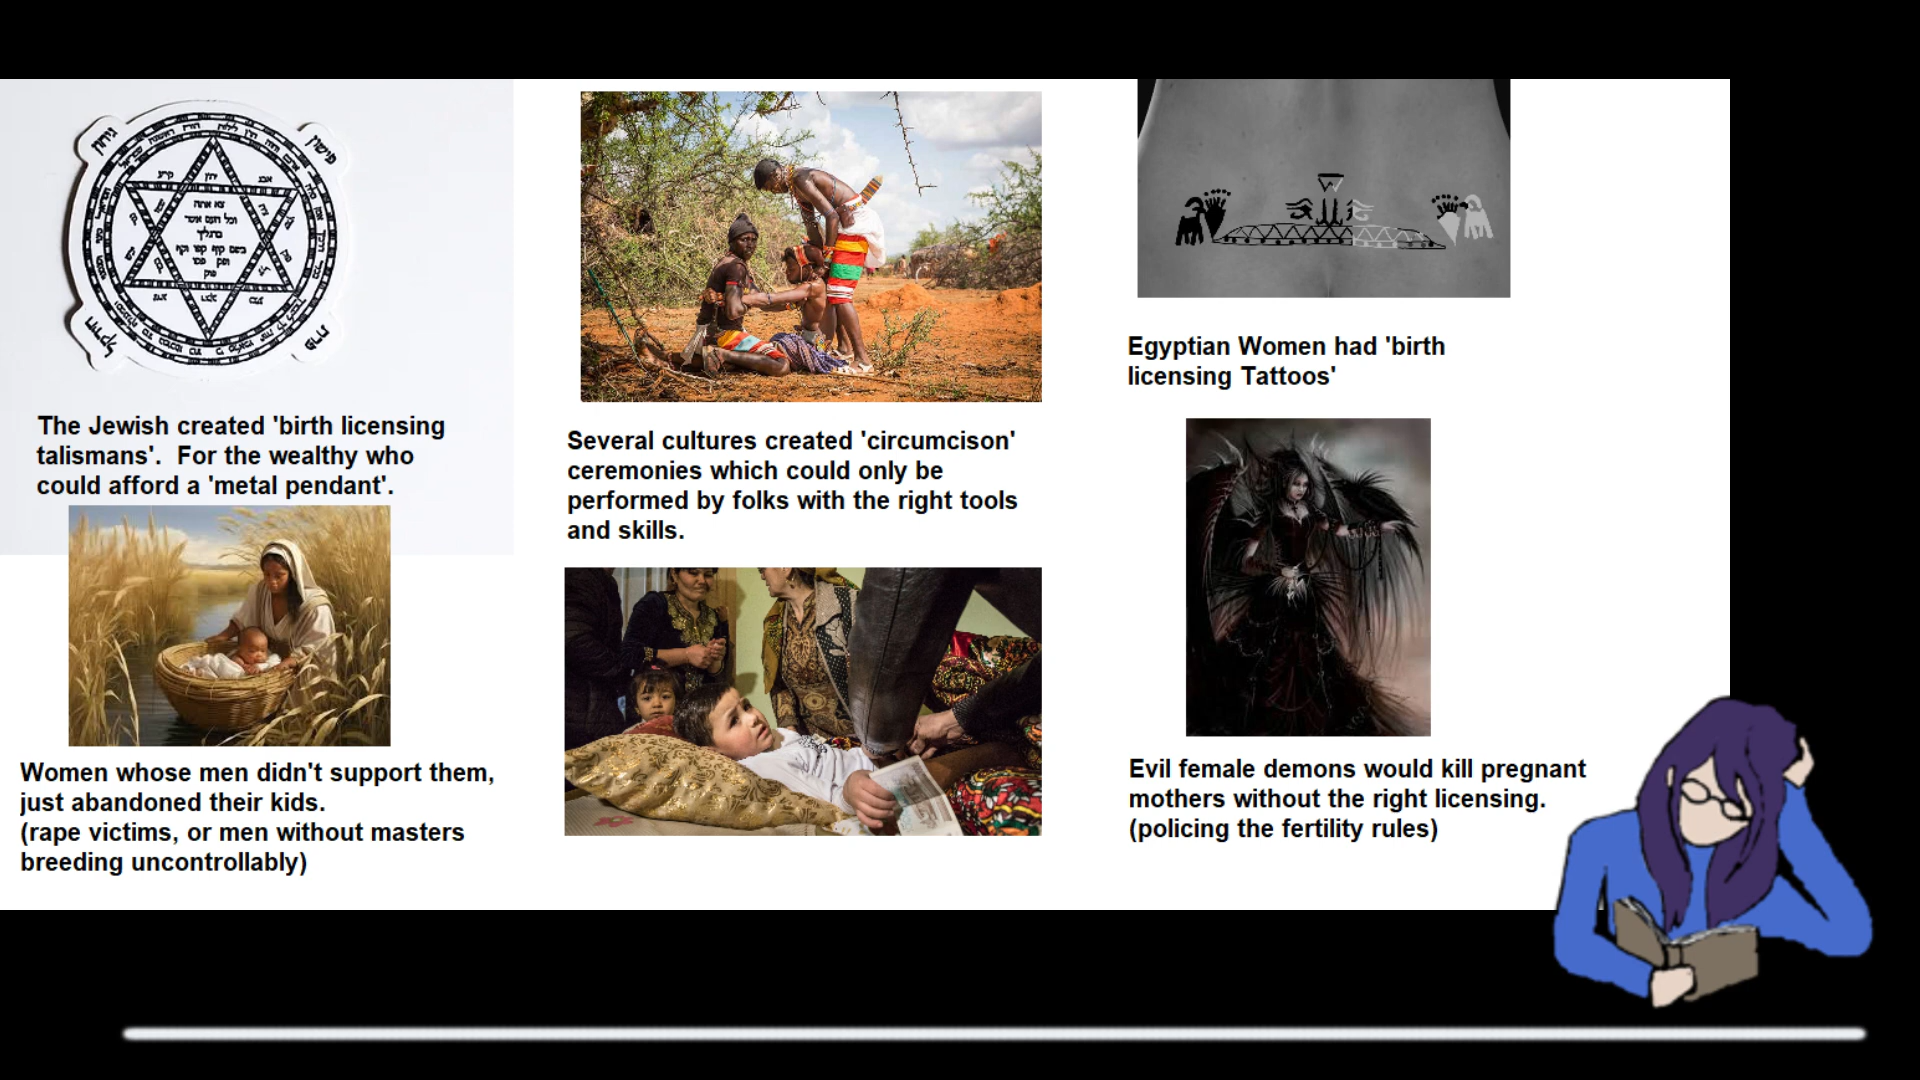 The Jewish created 'birth licensing
talismans'.  For the wealthy who
could afford a 'metal pendant'.
Women whose men didn't support them,
just abandoned their kids.
(rape victims, or men without masters
breeding uncontrollably)
Several cultures created 'circumcison'
ceremonies which could only be
performed by folks with the right tools
and skills.
Egyptian Women had 'birth
licensing Tattoos'
Evil female demons would kill pregnant
mothers without the right licensing.
(policing the fertility rules)